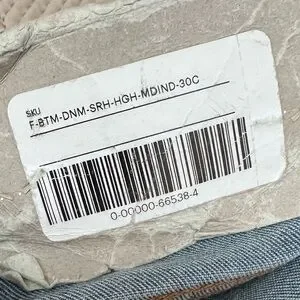 SKU
F-BTM-DNM-SRH-HGH-MDIND-30C
0-00000-66538-4